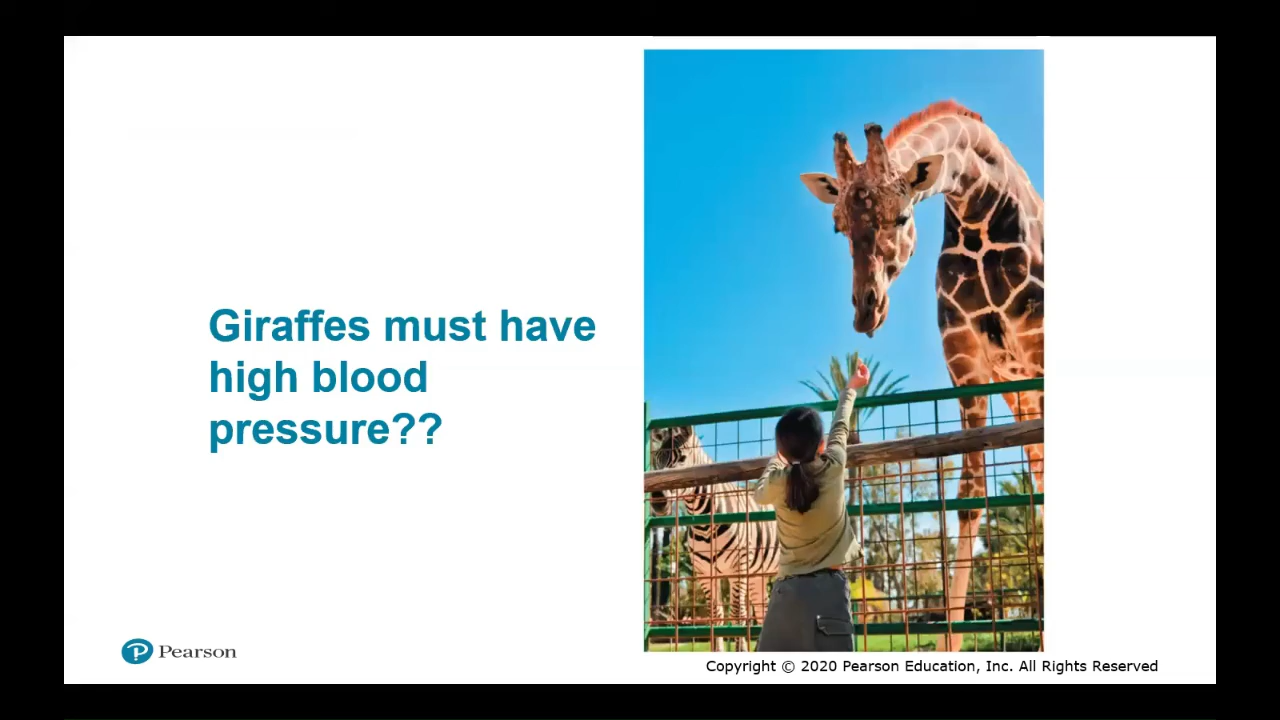 Giraffes must have
high blood
pressure??
Pearson
Copyright © 2020 Pearson Education, Inc. All Rights Reserved